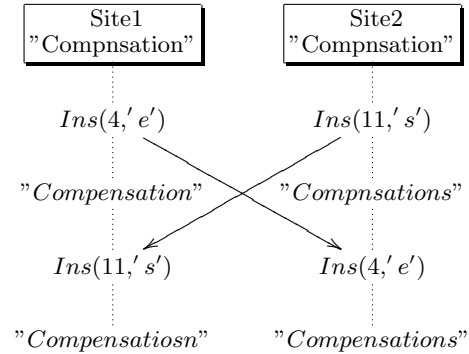 Site1
"Compnsation"
Site2
"Compnsation"
Ins(4,' e')
Ins(11,' s')
"Compensation"
"Compnsations"
Ins(11,' s')
Ins(4,' e')
"Compensatiosn"
"Compensations"